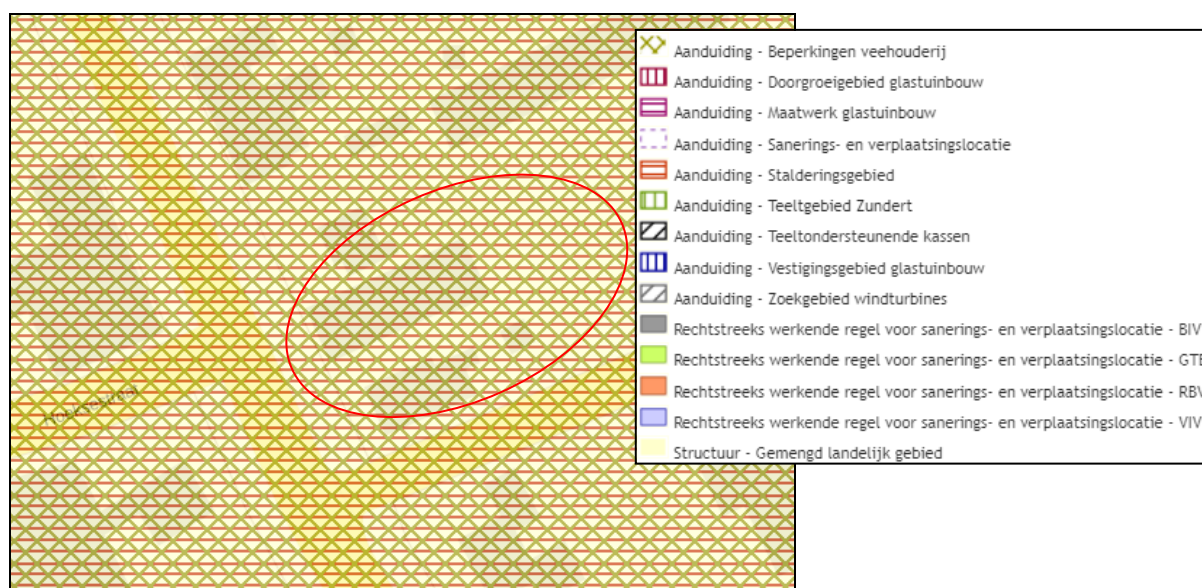 Aanduiding - Beperkingen veehouderij
Aanduiding - Doorgroeigebied glastuinbouw
Aanduiding - Maatwerk glastuinbouw
Aanduiding - Sanerings- en verplaatsingslocatie
Aanduiding - Stalderingsgebied
Aanduiding - Teeltgebied Zundert
Aanduiding - Teeltondersteunende kassen
Aanduiding - Vestigingsgebied glastuinbouw
Aanduiding - Zoekgebied windturbines
Rechtstreeks werkende regel voor sanerings- en verplaatsingslocatie - BIV
Rechtstreeks werkende regel voor sanerings- en verplaatsingslocatie - GTB
Rechtstreeks werkende regel voor sanerings- en verplaatsingslocatie - RBV
Rechtstreeks werkende regel voor sanerings- en verplaatsingslocatie - VIV
Structuur - Gemengd landelijk gebied
Hoeksestraat